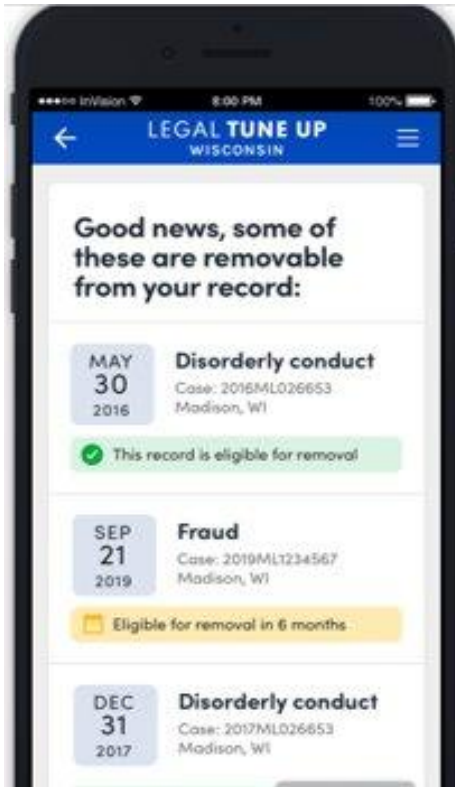 InVision 8:00 PM 100%
LEGAL TUNE UP
WISCONSIN
Good news, some of
these are removable
from your record:
MAY
30
2016
Disorderly conduct
Case: 2016ML026653
Madison, WI
This record is eligible for removal
SEP
21
2019
Fraud
Case: 2019ML1234567
Madison, WI
Eligible for removal in 6 months
DEC
31
2017
Disorderly conduct
Case: 2017ML026653
Madison, WI